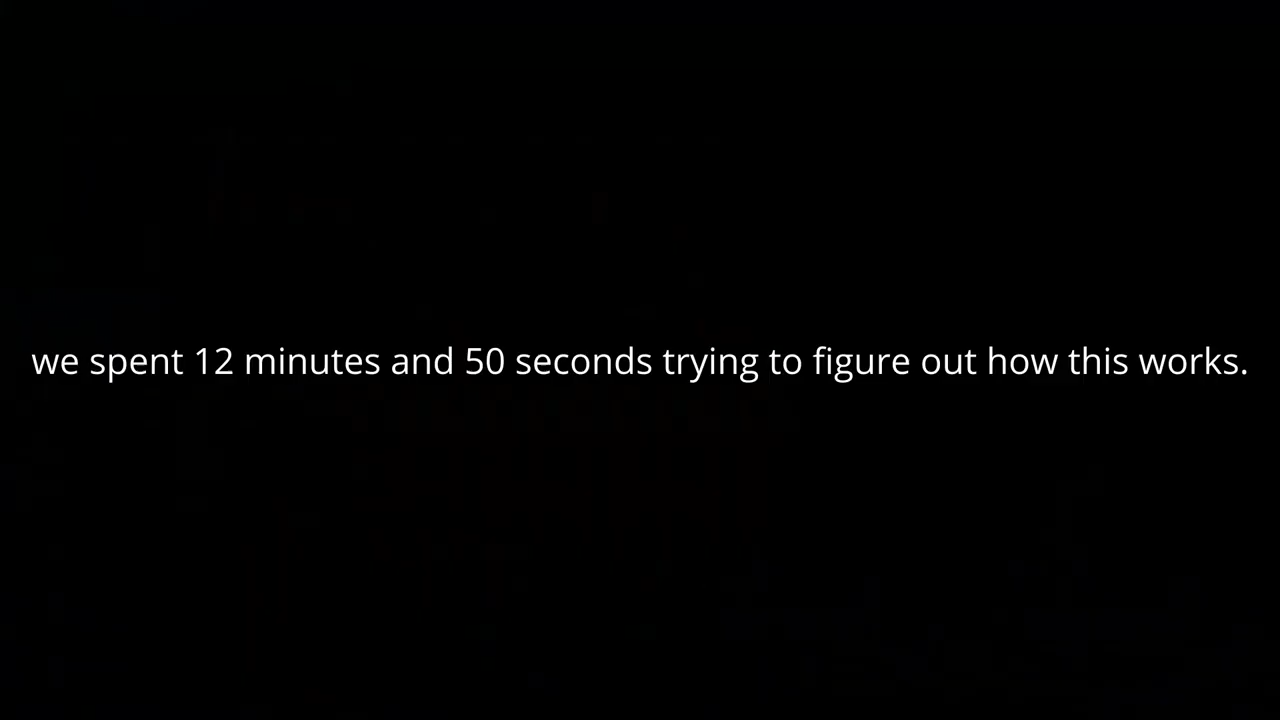 we spent 12 minutes and 50 seconds trying to figure out how this works.